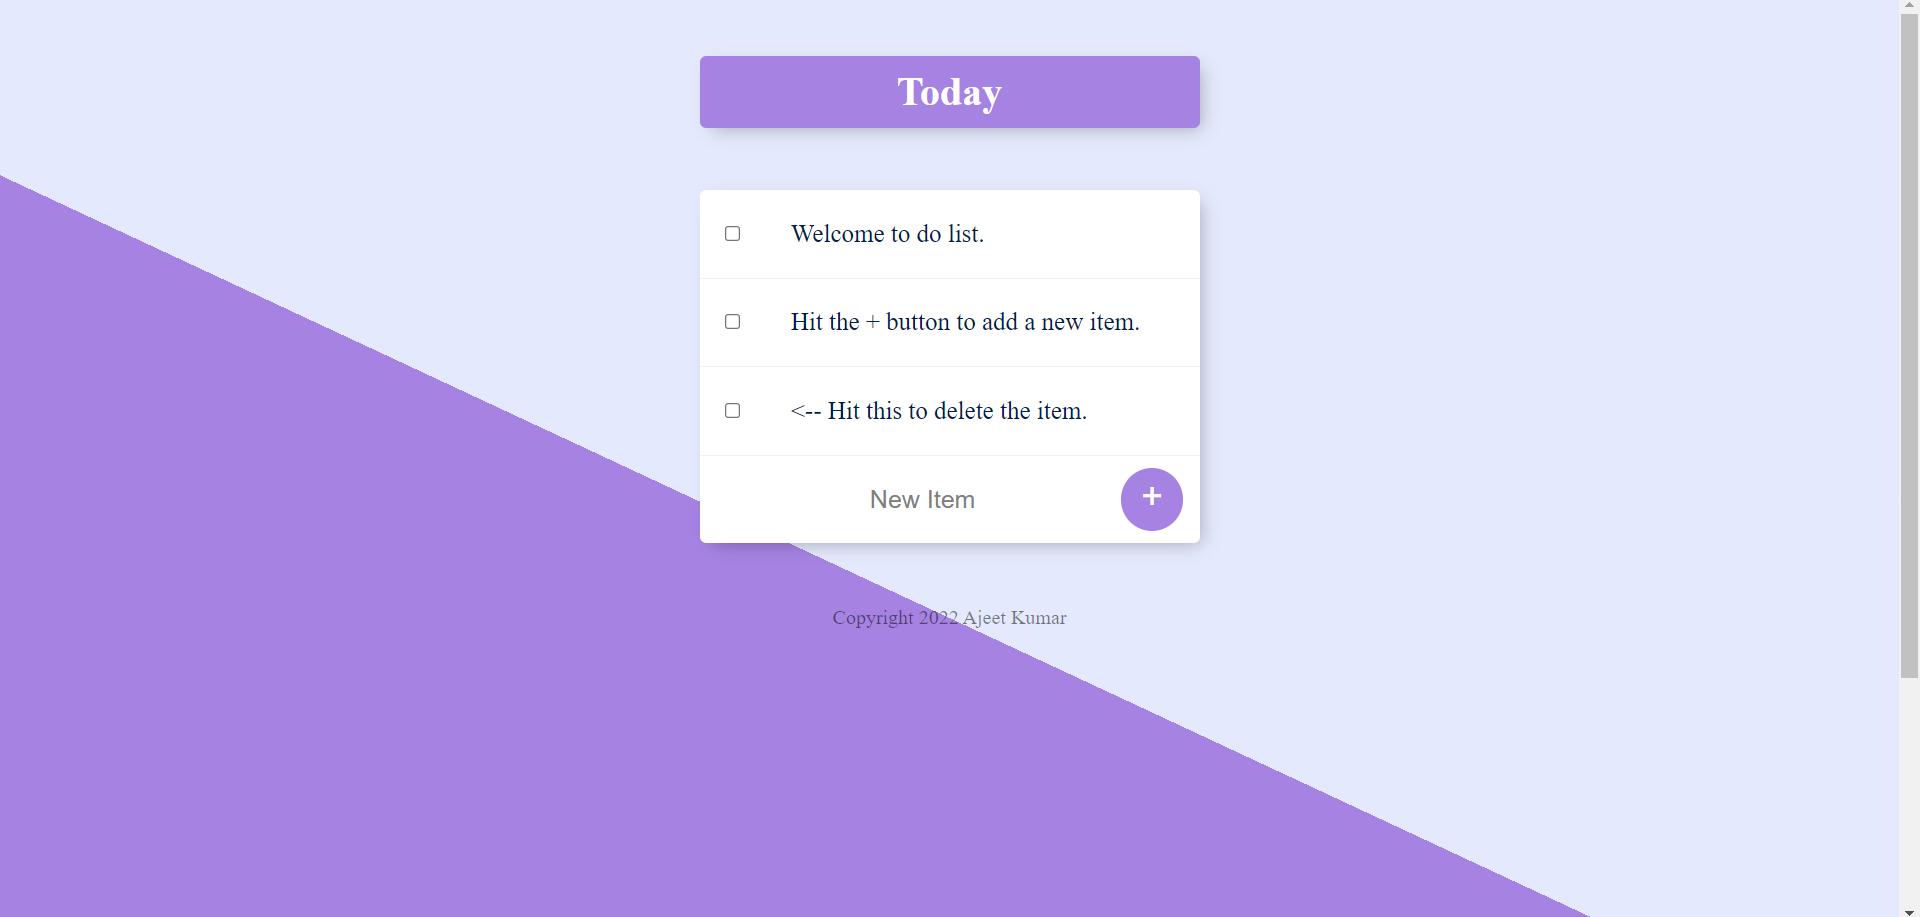 Today
Welcome to do list.
Hit the + button to add a new item.
<-- Hit this to delete the item.
New Item
+
Copyright 2022 Ajeet Kumar